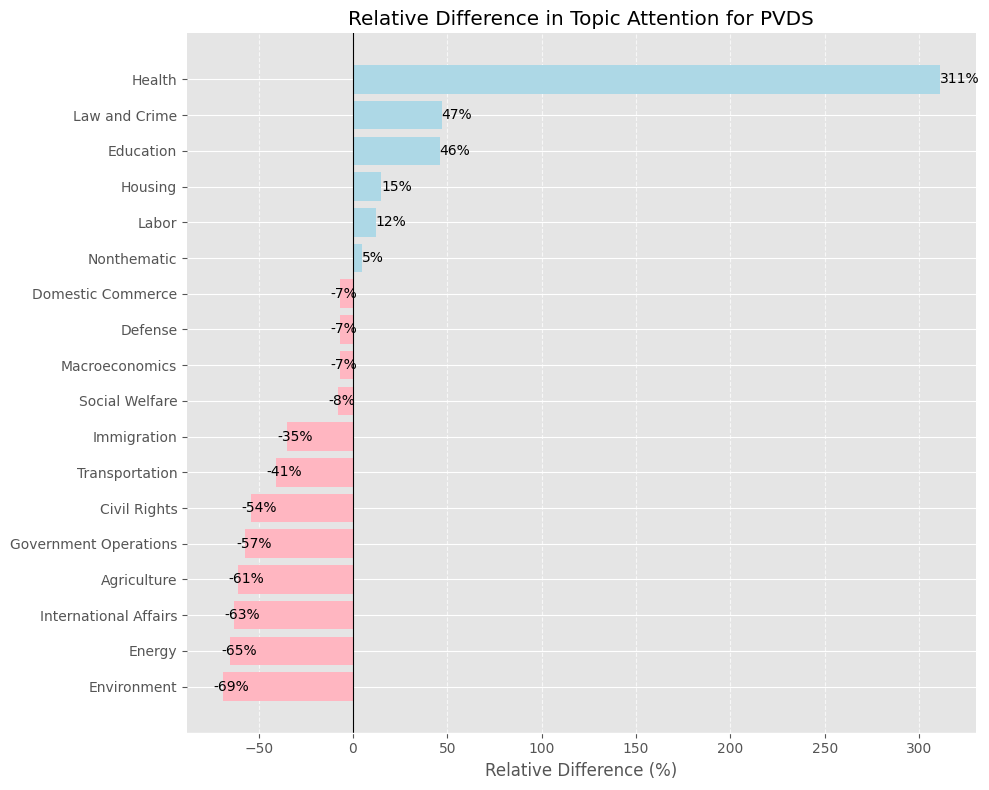 Relative Difference in Topic Attention for PVDS
Health 311%
Law and Crime 47%
Education 46%
Housing 15%
Labor 12%
Nonthematic 5%
Domestic Commerce -7%
Defense -7%
Macroeconomics -7%
Social Welfare -8%
Immigration -35%
Transportation -41%
Civil Rights -54%
Government Operations -57%
Agriculture -61%
International Affairs -63%
Energy -65%
Environment -69%
−50 0 50 100 150 200 250 300
Relative Difference (%)